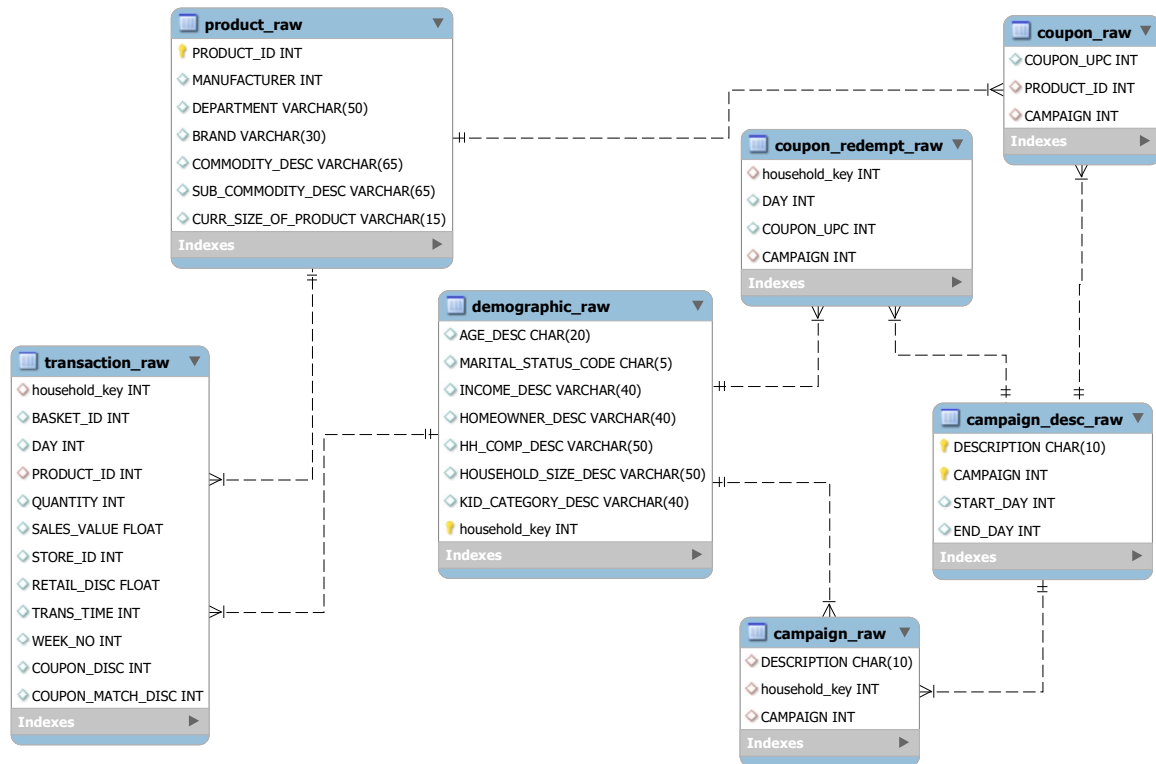 product_raw
PRODUCT_ID INT
MANUFACTURER INT
DEPARTMENT VARCHAR(50)
BRAND VARCHAR(30)
COMMODITY_DESC VARCHAR(65)
SUB_COMMODITY_DESC VARCHAR(65)
CURR_SIZE_OF_PRODUCT VARCHAR(15)
Indexes
coupon_raw
COUPON_UPC INT
PRODUCT_ID INT
CAMPAIGN INT
Indexes
coupon_redempt_raw
household_key INT
DAY INT
COUPON_UPC INT
CAMPAIGN INT
Indexes
demographic_raw
AGE_DESC CHAR(20)
MARITAL_STATUS_CODE CHAR(5)
INCOME_DESC VARCHAR(40)
HOMEOWNER_DESC VARCHAR(40)
HH_COMP_DESC VARCHAR(50)
HOUSEHOLD_SIZE_DESC VARCHAR(50)
KID_CATEGORY_DESC VARCHAR(40)
household_key INT
Indexes
transaction_raw
household_key INT
BASKET_ID INT
DAY INT
PRODUCT_ID INT
QUANTITY INT
SALES_VALUE FLOAT
STORE_ID INT
RETAIL_DISC FLOAT
TRANS_TIME INT
WEEK_NO INT
COUPON_DISC INT
COUPON_MATCH_DISC INT
Indexes
campaign_desc_raw
DESCRIPTION CHAR(10)
CAMPAIGN INT
START_DAY INT
END_DAY INT
Indexes
campaign_raw
DESCRIPTION CHAR(10)
household_key INT
CAMPAIGN INT
Indexes